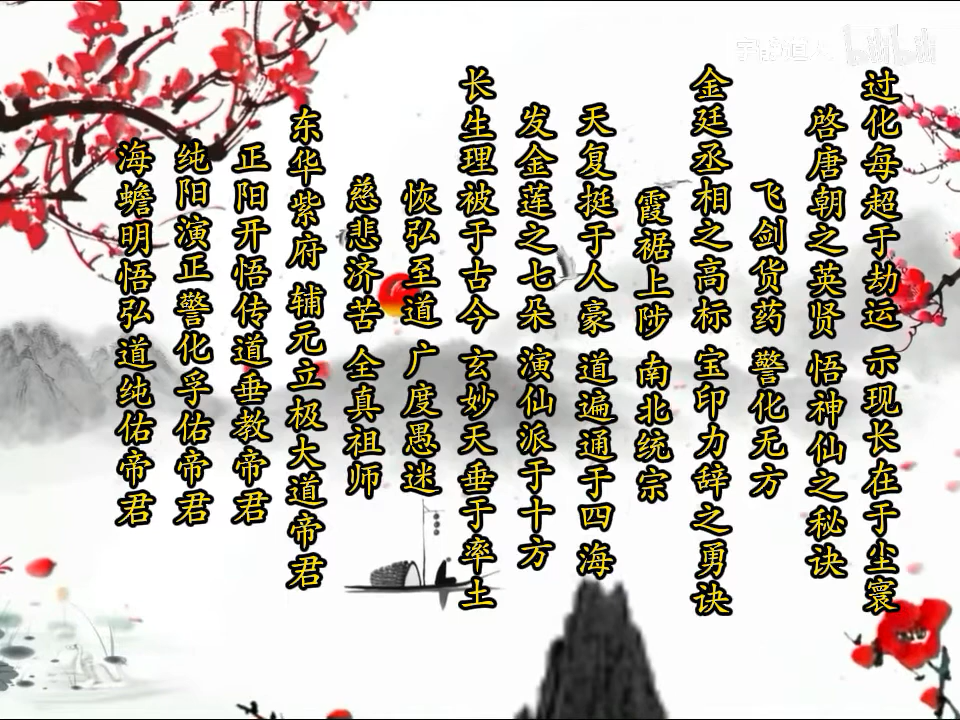 过化每超于劫运 示现长在于尘寰
启唐朝之英贤 悟神仙之秘诀
飞剑货药 警化无方
金廷丞相之高标 宝印力辞之勇诀
霞裾上陟 南北统宗
天复挺于人豪 道遍通于四海
发金莲之七朵 演仙派于十方
长生理被于古今 玄妙天垂于率土
恢弘至道 广度愚迷
慈悲济苦 全真祖师
东华紫府 辅元立极大道帝君
正阳开悟传道垂教帝君
纯阳演正警化孚佑帝君
海蟾明悟弘道纯佑帝君
bilibili